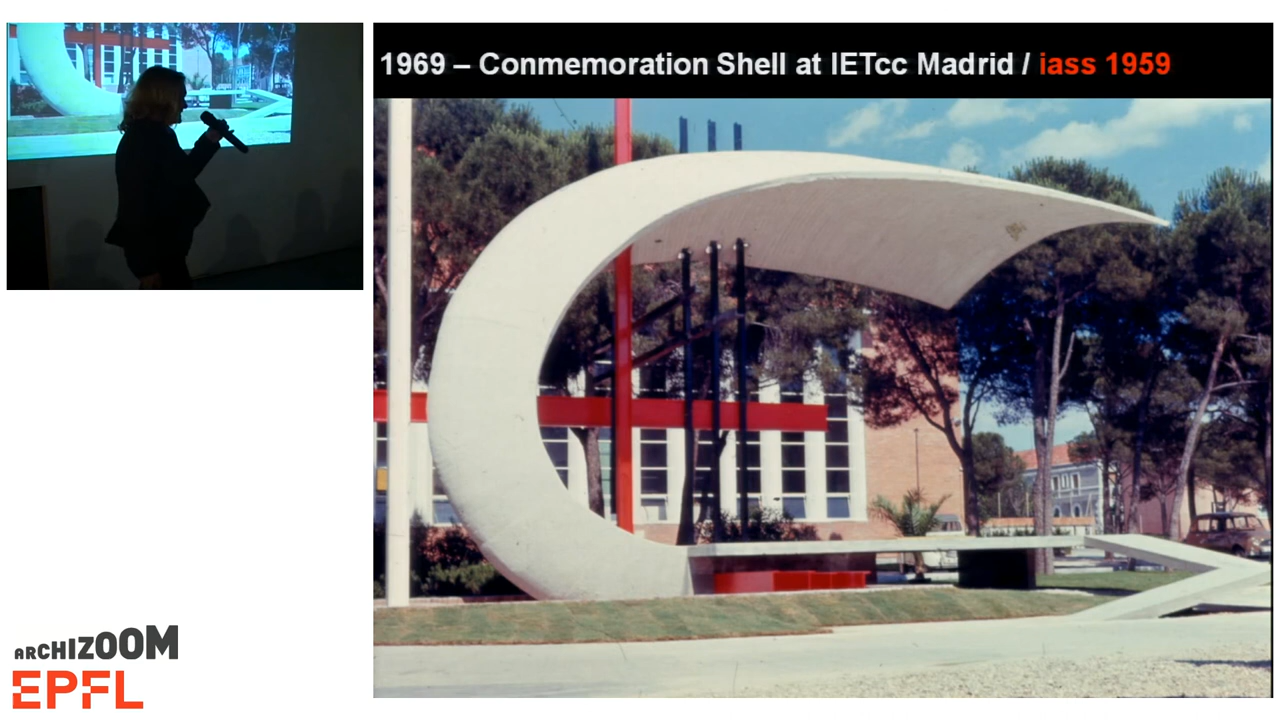 1969 – Conmemoration Shell at IETcc Madrid / iass 1959
ARCHIZOOM
EPFL